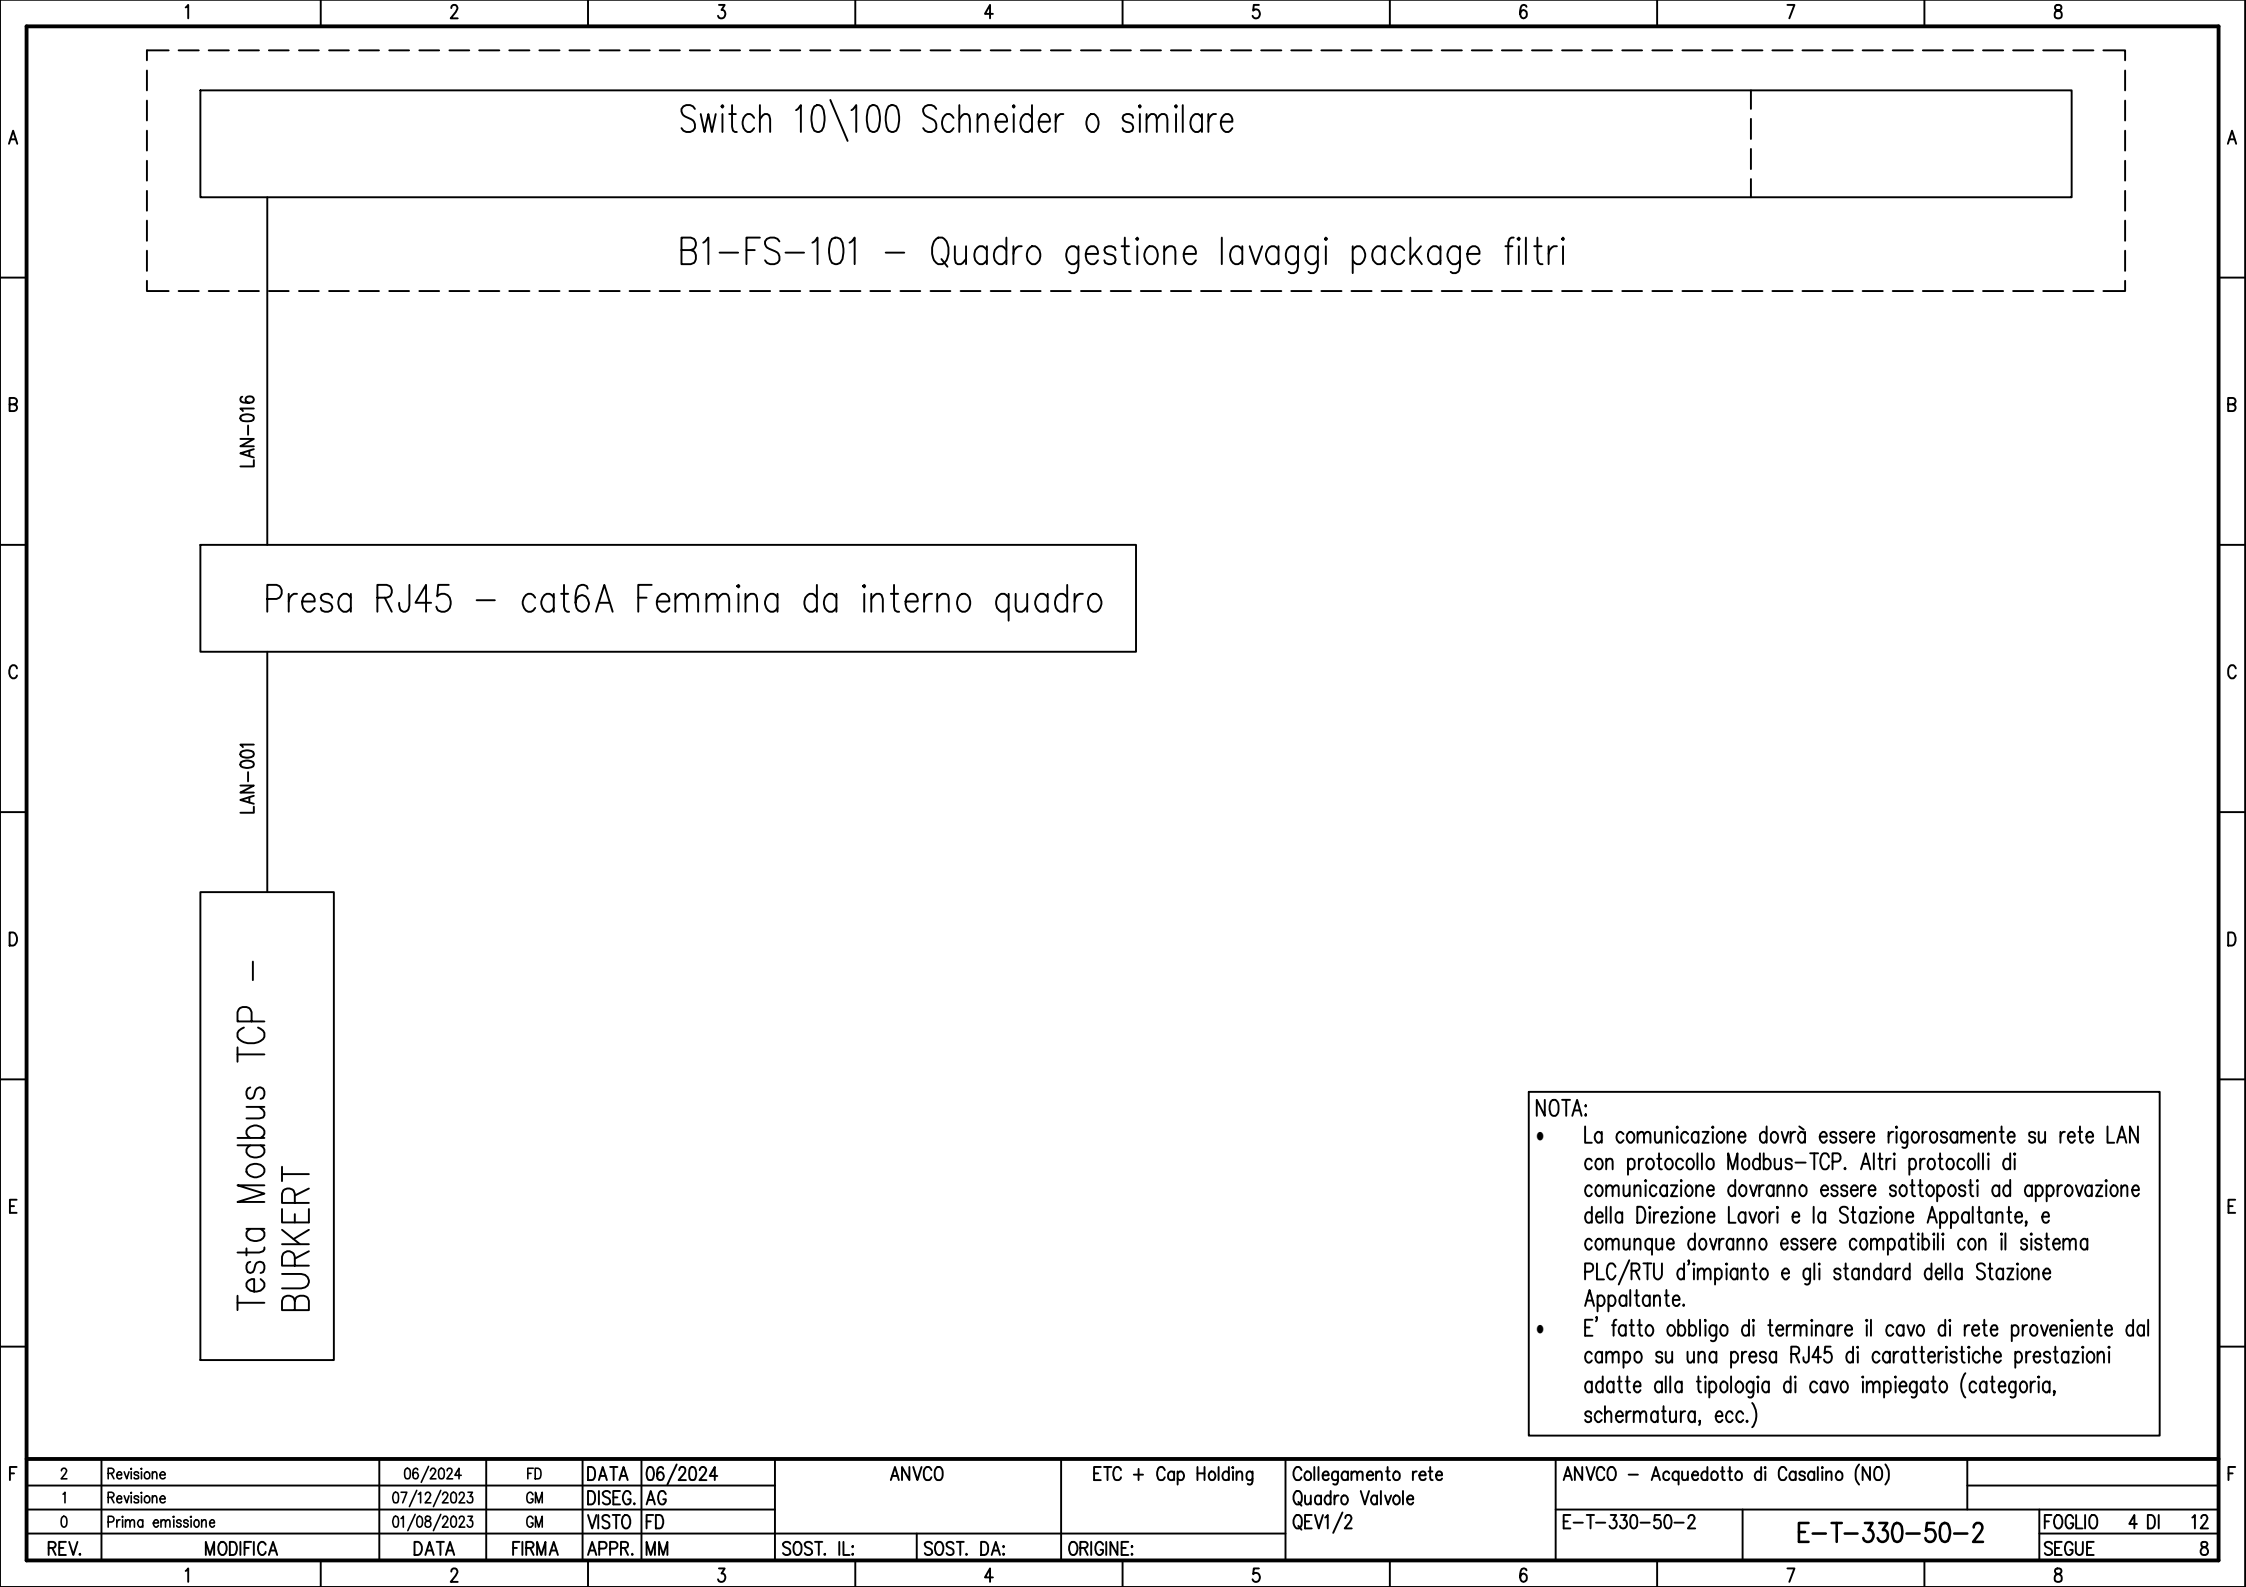 1 2 3 4 5 6 7 8
A A
Switch 10\100 Schneider o similare
B1-FS-101 - Quadro gestione lavaggi package filtri
B B
LAN-016
Presa RJ45 - cat6A Femmina da interno quadro
C C
LAN-001
D D
Testa Modbus TCP -
BURKERT
E E
NOTA:
• La comunicazione dovrà essere rigorosamente su rete LAN
con protocollo Modbus-TCP. Altri protocolli di
comunicazione dovranno essere sottoposti ad approvazione
della Direzione Lavori e la Stazione Appaltante, e
comunque dovranno essere compatibili con il sistema
PLC/RTU d'impianto e gli standard della Stazione
Appaltante.
• E' fatto obbligo di terminare il cavo di rete proveniente dal
campo su una presa RJ45 di caratteristiche prestazioni
adatte alla tipologia di cavo impiegato (categoria,
schermatura, ecc.)
F F
2 Revisione 06/2024 FD DATA 06/2024
1 Revisione 07/12/2023 GM DISEG. AG
0 Prima emissione 01/08/2023 GM VISTO FD
REV. MODIFICA DATA FIRMA APPR. MM
ANVCO
SOST. IL: SOST. DA:
ETC + Cap Holding
ORIGINE:
Collegamento rete
Quadro Valvole
QEV1/2
ANVCO - Acquedotto di Casalino (NO)
E-T-330-50-2
E-T-330-50-2
FOGLIO 4 DI 12
SEGUE 8
1 2 3 4 5 6 7 8